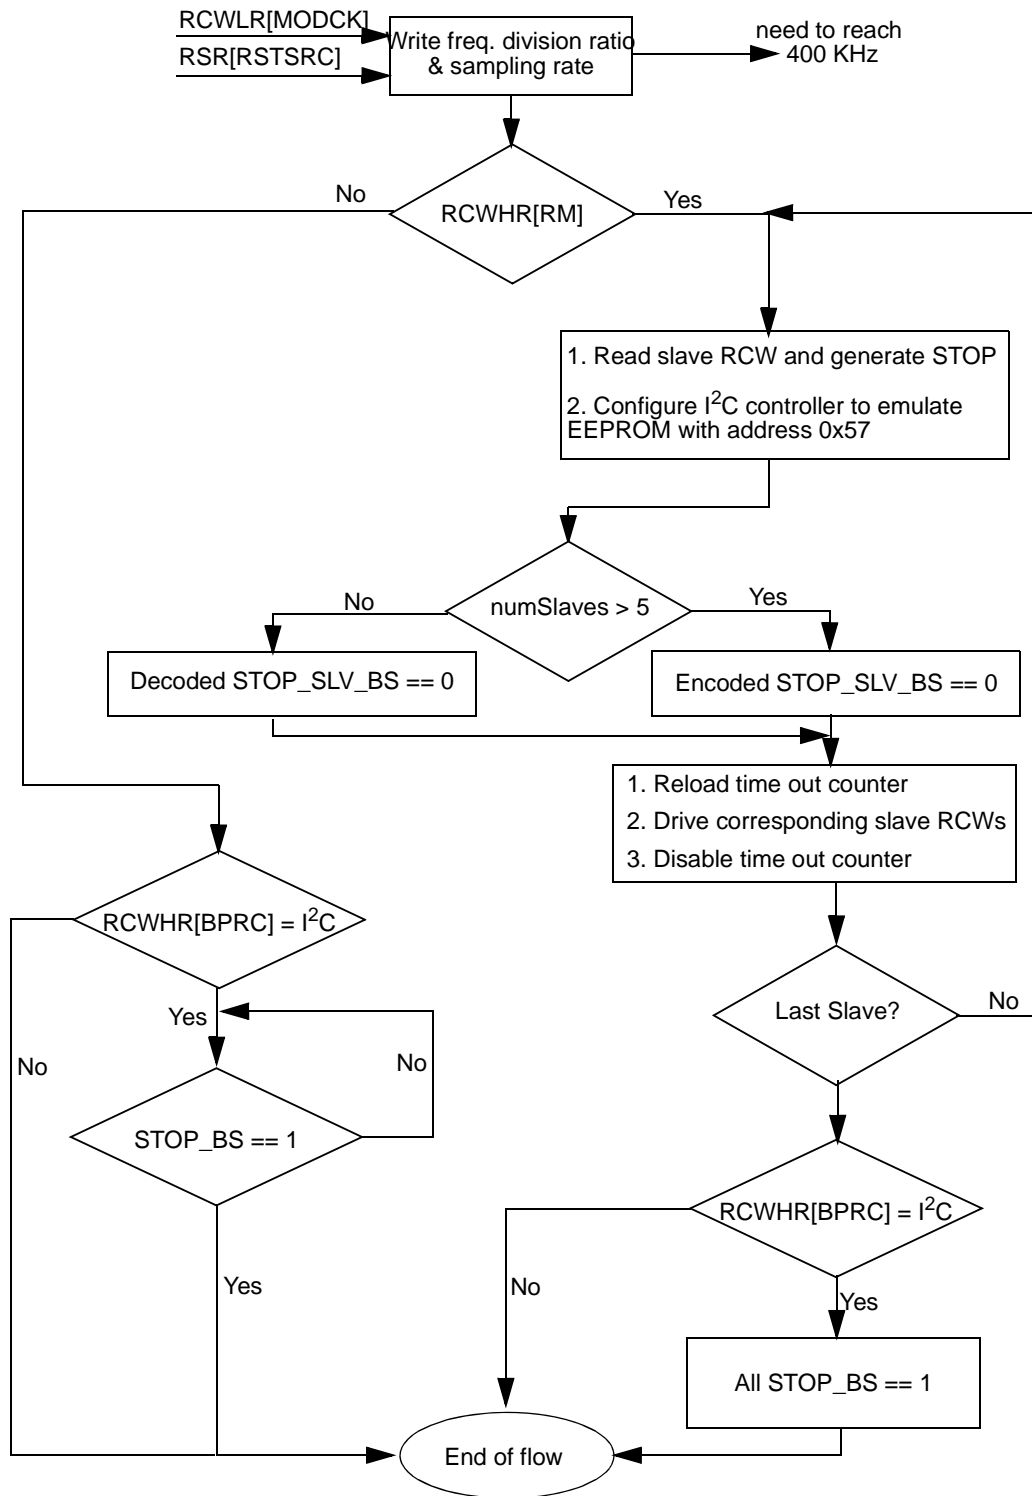 RCWLR[MODCK]
RSR[RSTSRC]
Write freq. division ratio
& sampling rate
need to reach
400 KHz
No
RCWHR[RM]
Yes
1. Read slave RCW and generate STOP
2. Configure I²C controller to emulate
EEPROM with address 0x57
No
numSlaves > 5
Yes
Decoded STOP_SLV_BS == 0
Encoded STOP_SLV_BS == 0
1. Reload time out counter
2. Drive corresponding slave RCWs
3. Disable time out counter
RCWHR[BPRC] = I²C
Last Slave?
No
Yes
No
No
STOP_BS == 1
RCWHR[BPRC] = I²C
Yes
No
Yes
All STOP_BS == 1
End of flow